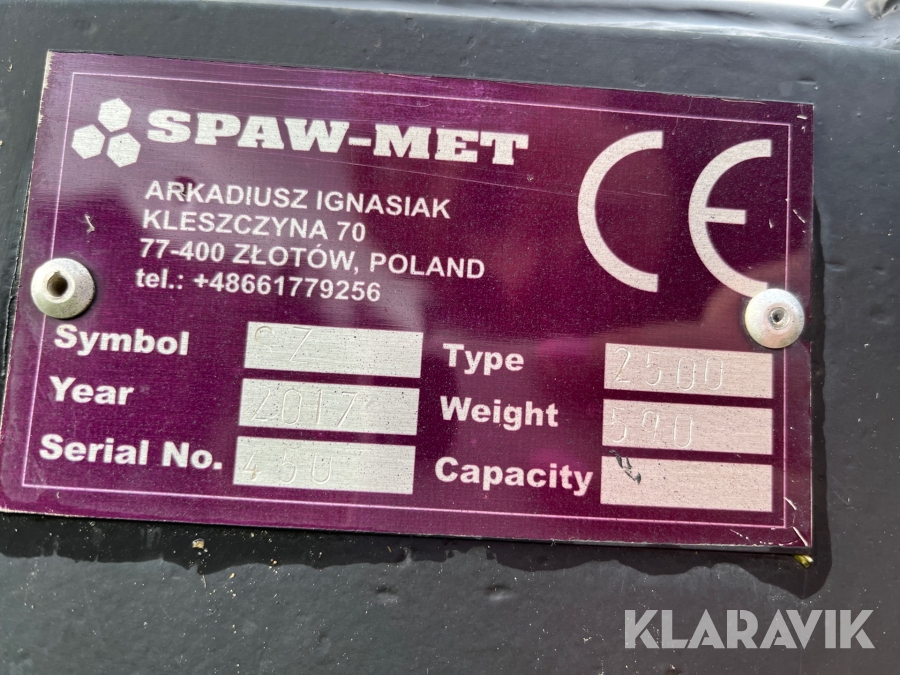 SPAW-MET
CE
ARKADIUSZ IGNASIAK
KLESZCZYNA 70
77-400 ZŁOTÓW, POLAND
tel.: +48661779256
Symbol
Type 2500
Year 2017
Weight
Serial No. 450
Capacity
KLARAVIK